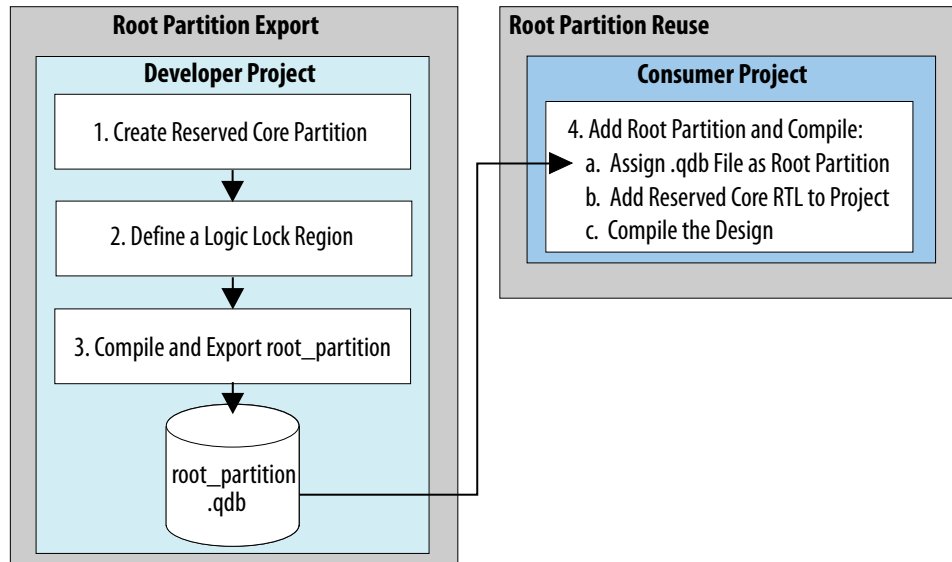 Root Partition Export
Developer Project
1. Create Reserved Core Partition
2. Define a Logic Lock Region
3. Compile and Export root_partition
root_partition
.qdb
Root Partition Reuse
Consumer Project
4. Add Root Partition and Compile:
a. Assign .qdb File as Root Partition
b. Add Reserved Core RTL to Project
c. Compile the Design